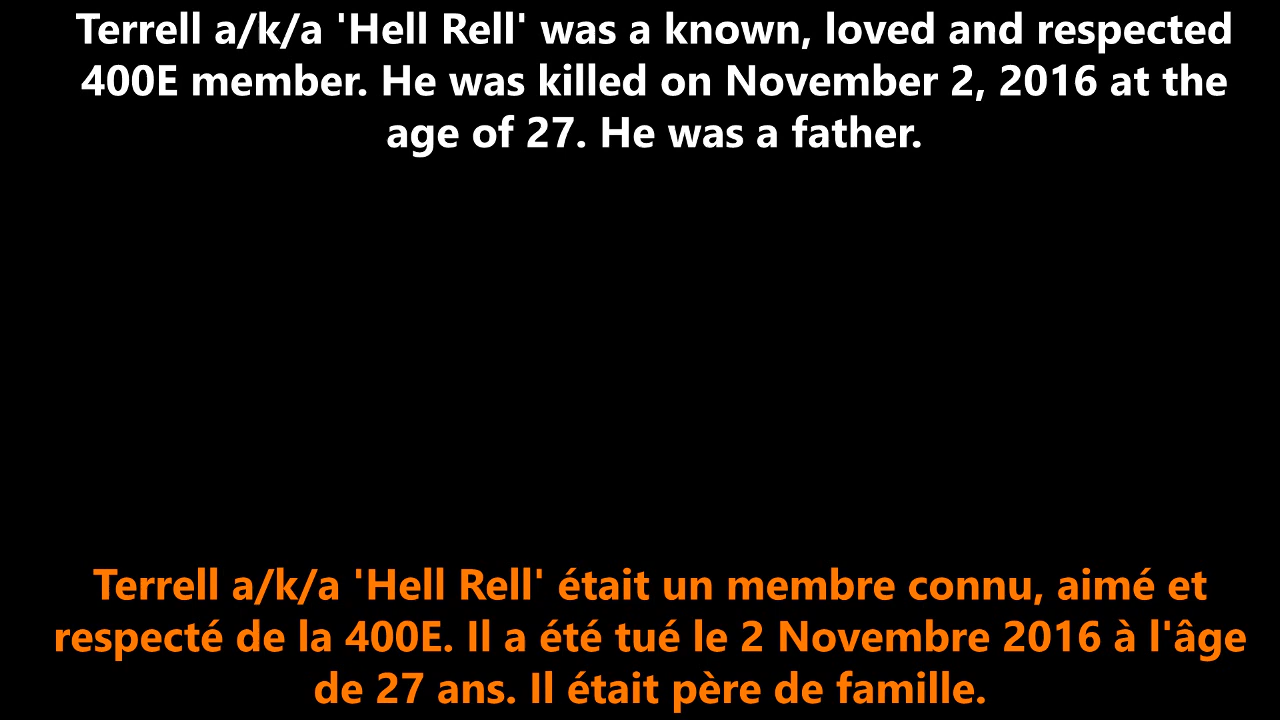 Terrell a/k/a 'Hell Rell' was a known, loved and respected
400E member. He was killed on November 2, 2016 at the
age of 27. He was a father.
Terrell a/k/a 'Hell Rell' était un membre connu, aimé et
respecté de la 400E. Il a été tué le 2 Novembre 2016 à l'âge
de 27 ans. Il était père de famille.